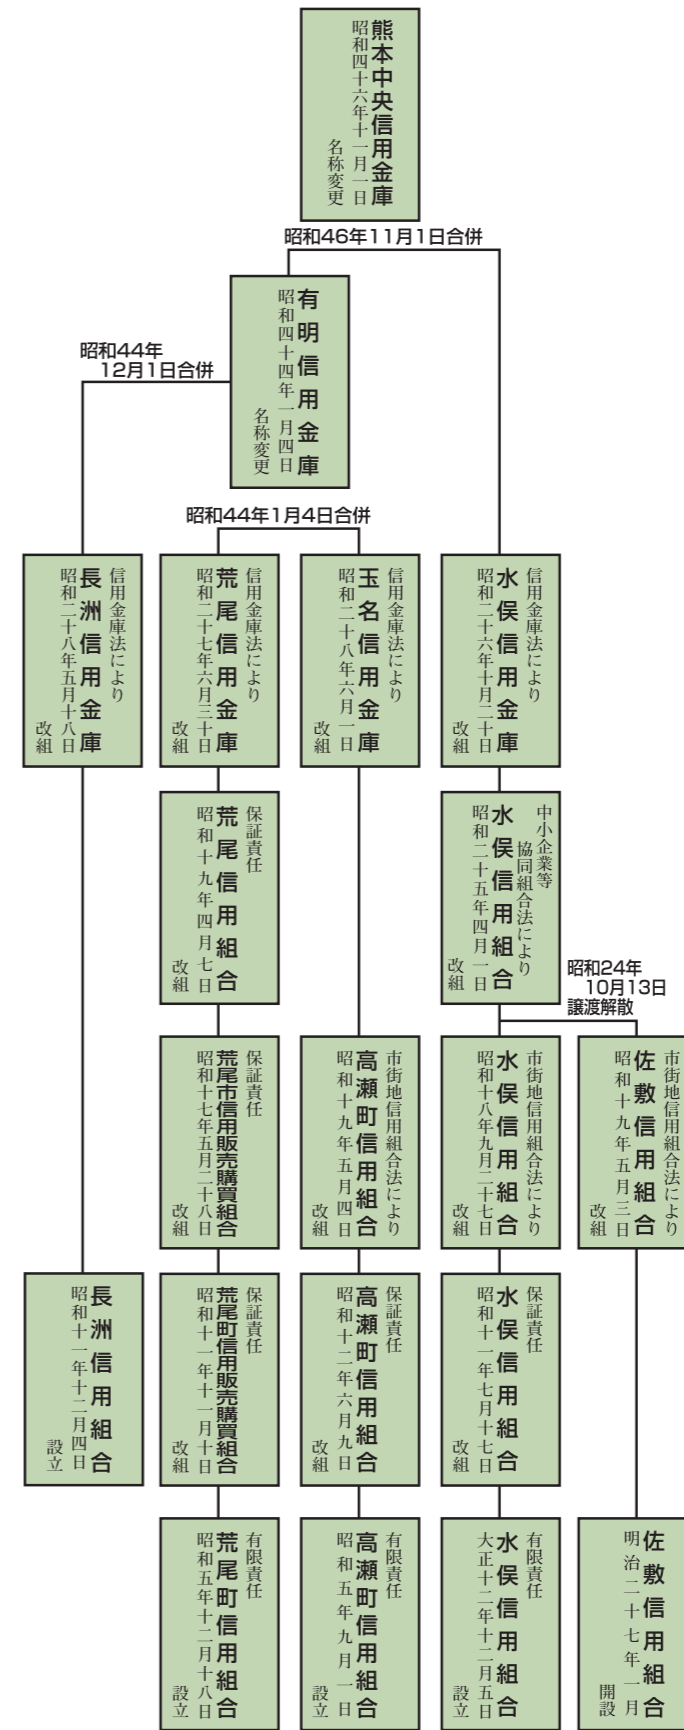 熊本中央信用金庫
昭和四十六年十一月一日
名称変更
昭和46年11月1日合併
有明信用金庫
昭和四十四年一月四日
名称変更
昭和44年
12月1日合併
昭和44年1月4日合併
信用金庫法により
水俣信用金庫
昭和二十六年十月二十日
改組
信用金庫法により
玉名信用金庫
昭和二十八年六月一日
改組
信用金庫法により
荒尾信用金庫
昭和二十七年六月三十日
改組
信用金庫法により
長洲信用金庫
昭和二十八年五月十八日
改組
中小企業等
協同組合法により
水俣信用組合
昭和二十五年四月一日
改組
保証責任
荒尾信用組合
昭和十九年四月七日
改組
昭和24年
10月13日
譲渡解散
市街地信用組合法により
佐敷信用組合
昭和十九年五月三日
改組
市街地信用組合法により
水俣信用組合
昭和十八年九月二十七日
改組
市街地信用組合法により
高瀬町信用組合
昭和十九年五月四日
改組
保証責任
荒尾市信用販売購買組合
昭和十七年五月二十八日
改組
保証責任
水俣信用組合
昭和十一年七月十七日
改組
保証責任
高瀬町信用組合
昭和十二年六月九日
改組
保証責任
荒尾町信用販売購買組合
昭和十一年十一月十日
改組
長洲信用組合
昭和十一年十二月四日
設立
佐敷信用組合
明治二十七年一月
開設
有限責任
水俣信用組合
大正十二年十二月五日
設立
有限責任
高瀬町信用組合
昭和五年九月一日
設立
有限責任
荒尾町信用組合
昭和五年十二月十八日
設立